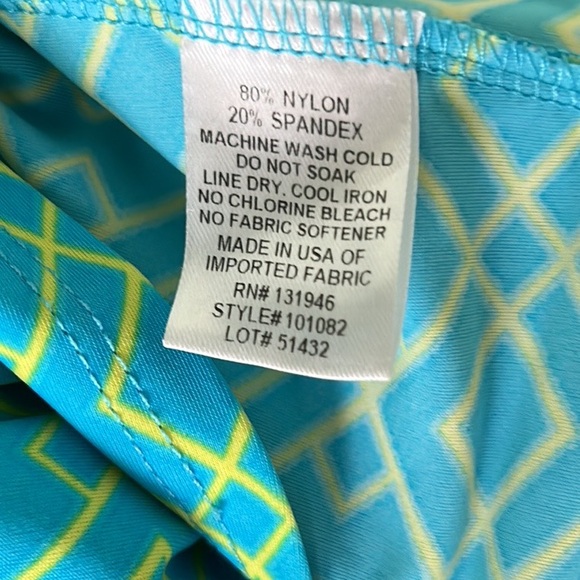 80% NYLON
20% SPANDEX
MACHINE WASH COLD
DO NOT SOAK
LINE DRY, COOL IRON
NO CHLORINE BLEACH
NO FABRIC SOFTENER
MADE IN USA OF
IMPORTED FABRIC
RN# 131946
STYLE# 101082
LOT# 51432